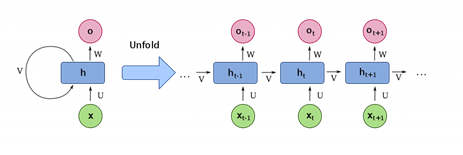 o
W
V
h
U
x
Unfold
o_{t-1} o_t o_{t+1}
W W W
... V h_{t-1} V h_t V h_{t+1} V ...
U U U
x_{t-1} x_t x_{t+1}